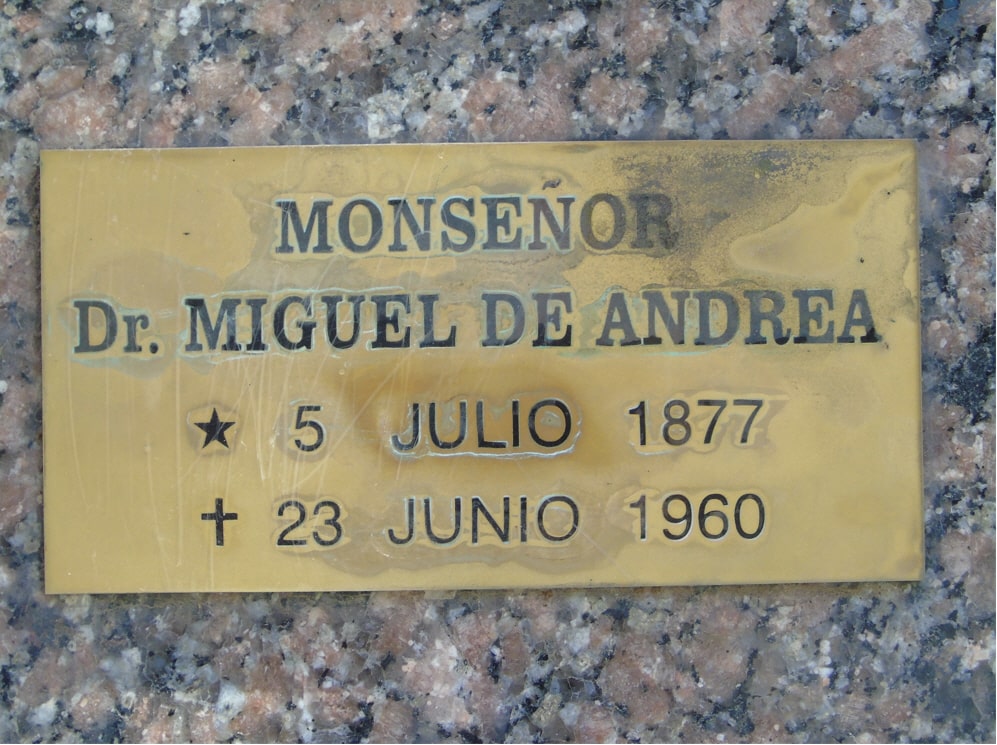 MONSEÑOR
Dr. MIGUEL DE ANDREA
★ 5 JULIO 1877
✝ 23 JUNIO 1960